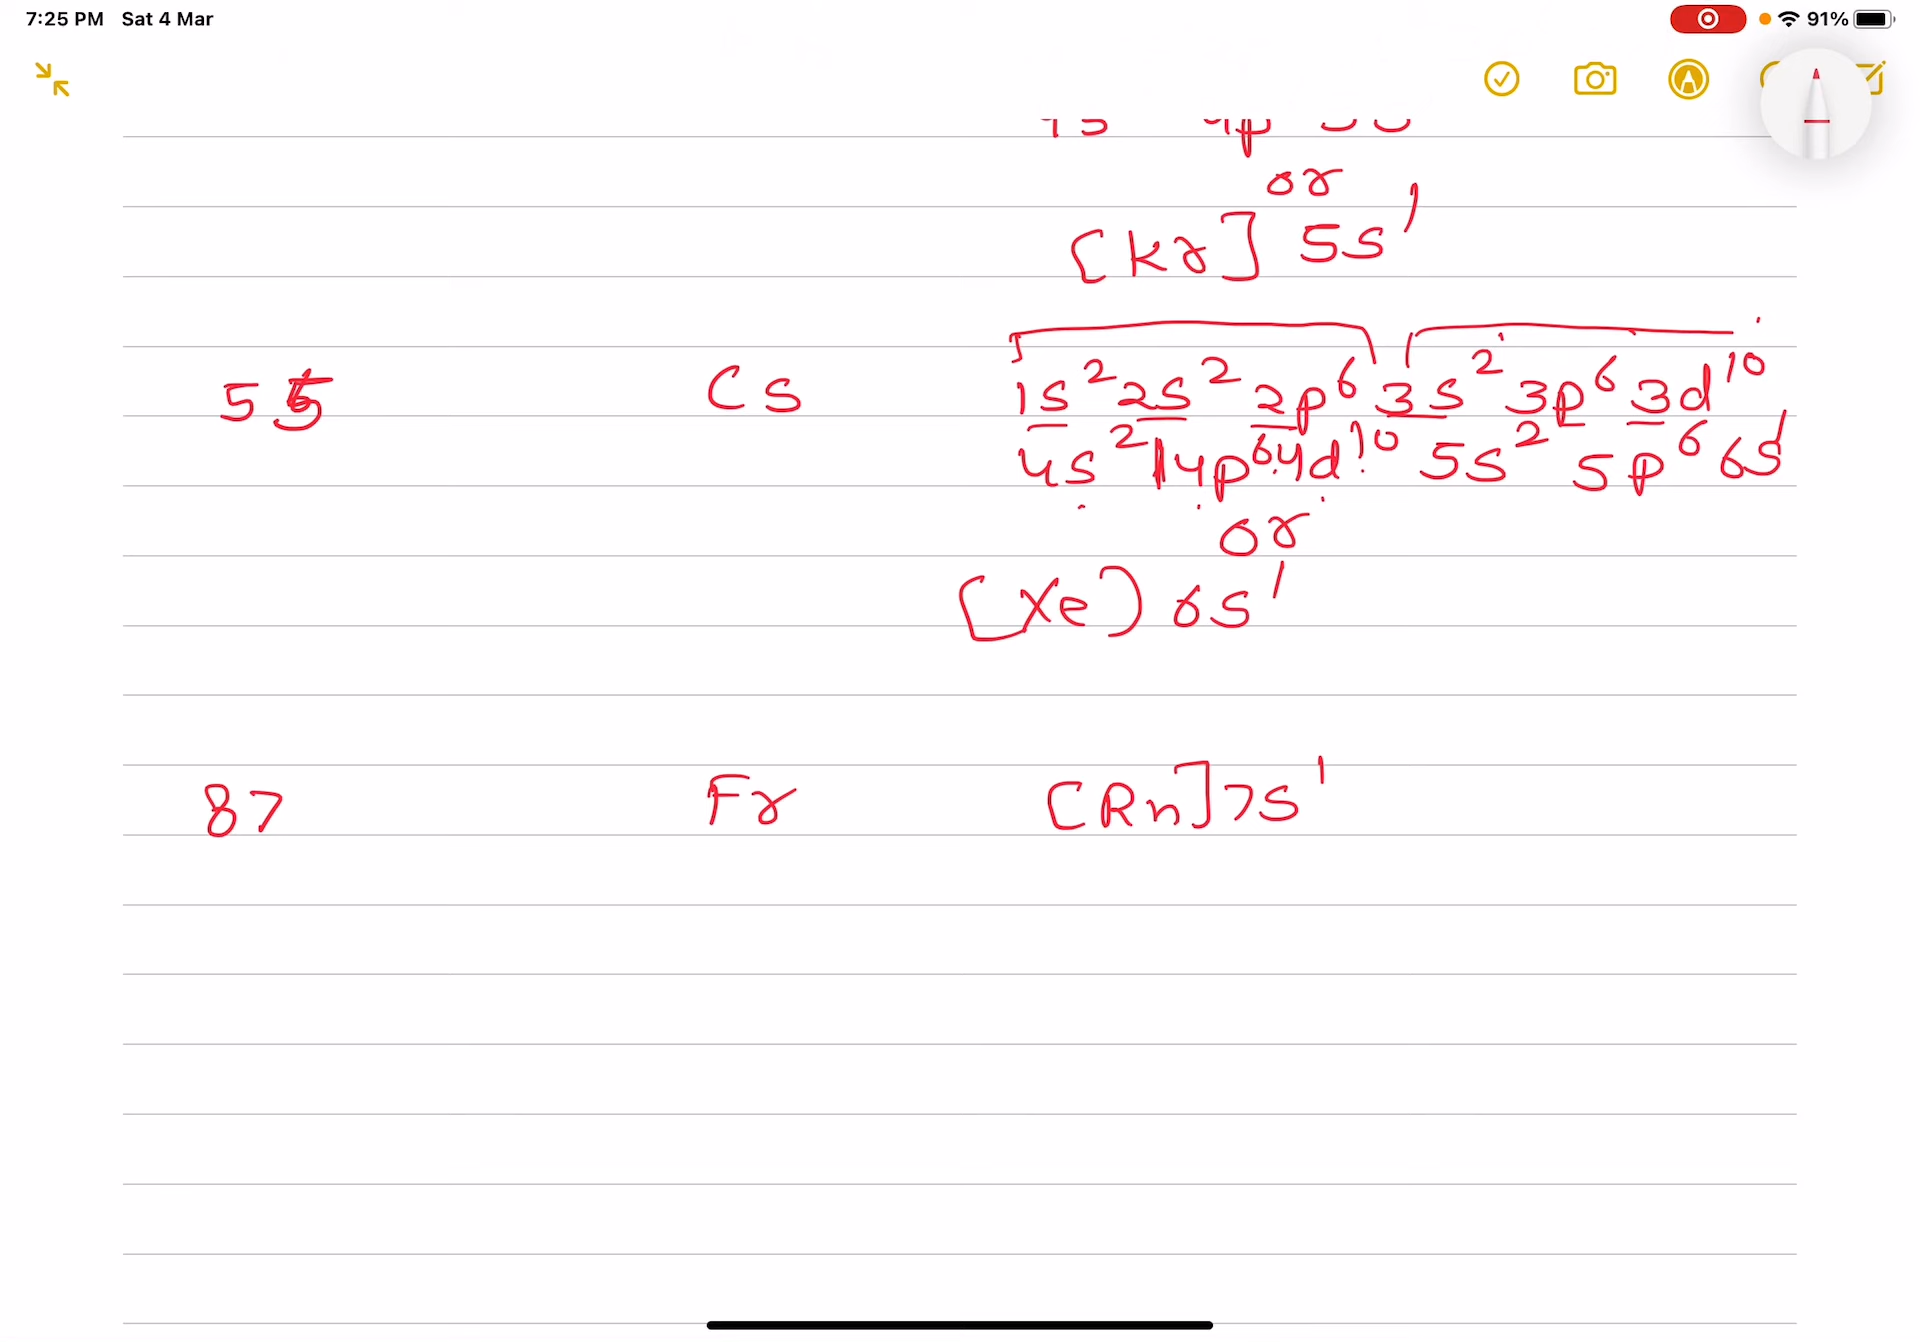 7:25 PM Sat 4 Mar 91%
or
[Kr] 5s¹
55 Cs 1s² 2s² 2p⁶ 3s² 3p⁶ 3d¹⁰
4s² 4p⁶ 4d¹⁰ 5s² 5p⁶ 6s¹
or
[Xe) 6s¹
87 Fr [Rn] 7s¹